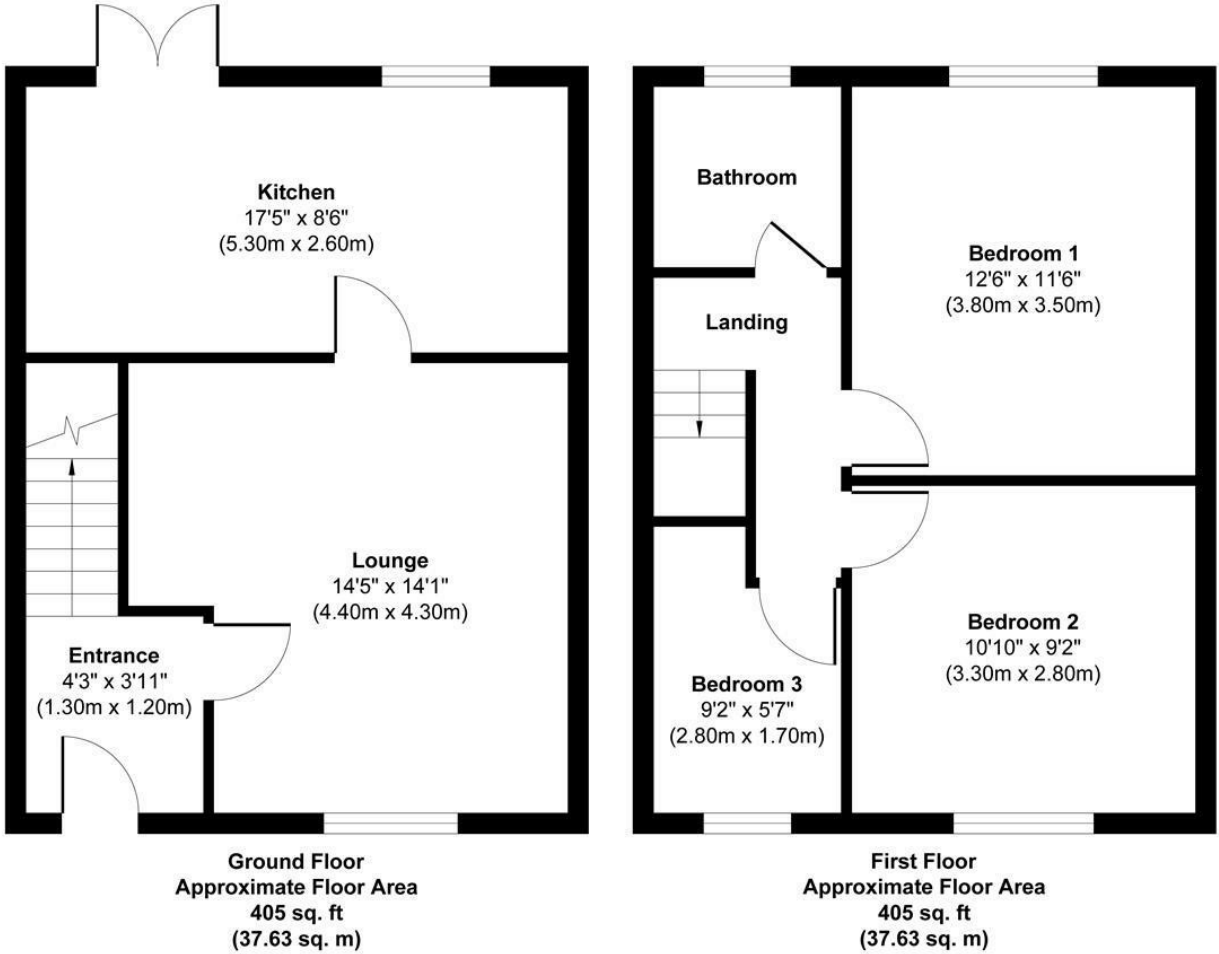 Kitchen
17'5" x 8'6"
(5.30m x 2.60m)
Lounge
14'5" x 14'1"
(4.40m x 4.30m)
Entrance
4'3" x 3'11"
(1.30m x 1.20m)
Ground Floor
Approximate Floor Area
405 sq. ft
(37.63 sq. m)
Bathroom
Landing
Bedroom 1
12'6" x 11'6"
(3.80m x 3.50m)
Bedroom 2
10'10" x 9'2"
(3.30m x 2.80m)
Bedroom 3
9'2" x 5'7"
(2.80m x 1.70m)
First Floor
Approximate Floor Area
405 sq. ft
(37.63 sq. m)